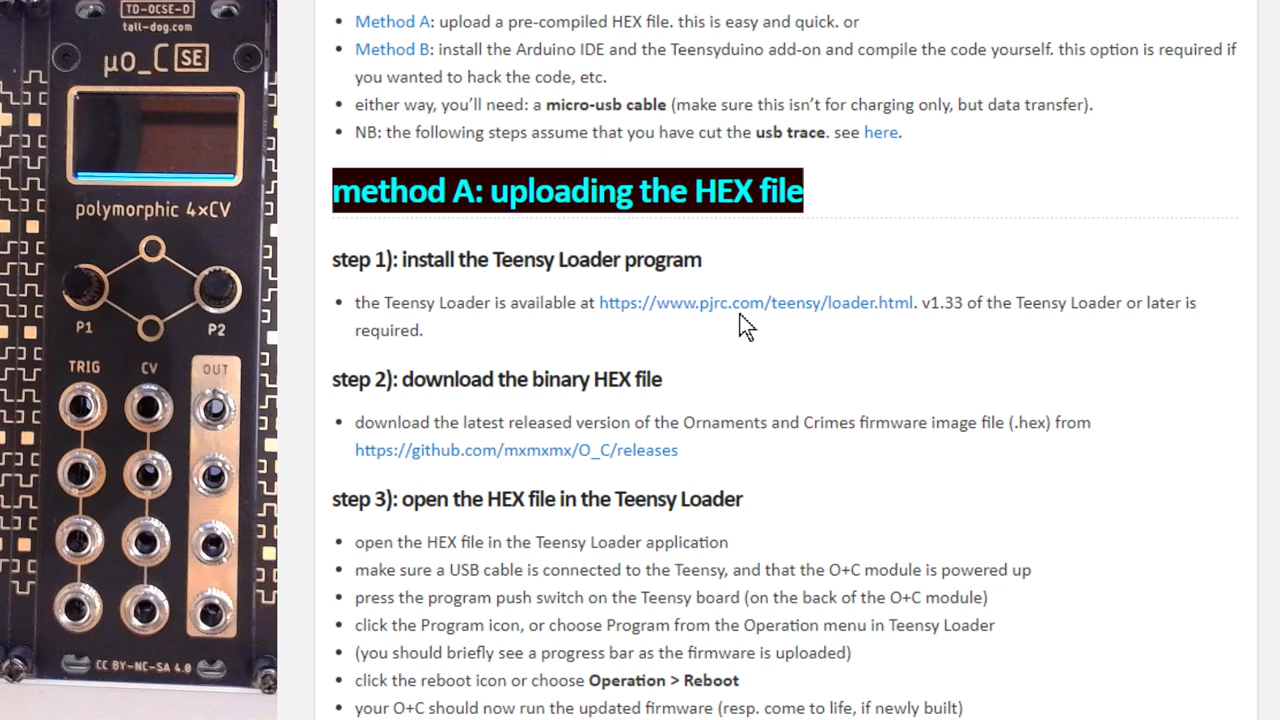 TD-OCSE-D
tall-dog.com
µO_C SE
polymorphic 4×CV
P1
P2
TRIG
CV
OUT
CC BY-NC-SA 4.0
Method A: upload a pre-compiled HEX file. this is easy and quick. or
Method B: install the Arduino IDE and the Teensyduino add-on and compile the code yourself. this option is required if
you wanted to hack the code, etc.
either way, you’ll need: a micro-usb cable (make sure this isn’t for charging only, but data transfer).
NB: the following steps assume that you have cut the usb trace. see here.
method A: uploading the HEX file
step 1): install the Teensy Loader program
the Teensy Loader is available at https://www.pjrc.com/teensy/loader.html. v1.33 of the Teensy Loader or later is
required.
step 2): download the binary HEX file
download the latest released version of the Ornaments and Crimes firmware image file (.hex) from
https://github.com/mxmxmx/O_C/releases
step 3): open the HEX file in the Teensy Loader
open the HEX file in the Teensy Loader application
make sure a USB cable is connected to the Teensy, and that the O+C module is powered up
press the program push switch on the Teensy board (on the back of the O+C module)
click the Program icon, or choose Program from the Operation menu in Teensy Loader
(you should briefly see a progress bar as the firmware is uploaded)
click the reboot icon or choose Operation > Reboot
your O+C should now run the updated firmware (resp. come to life, if newly built)